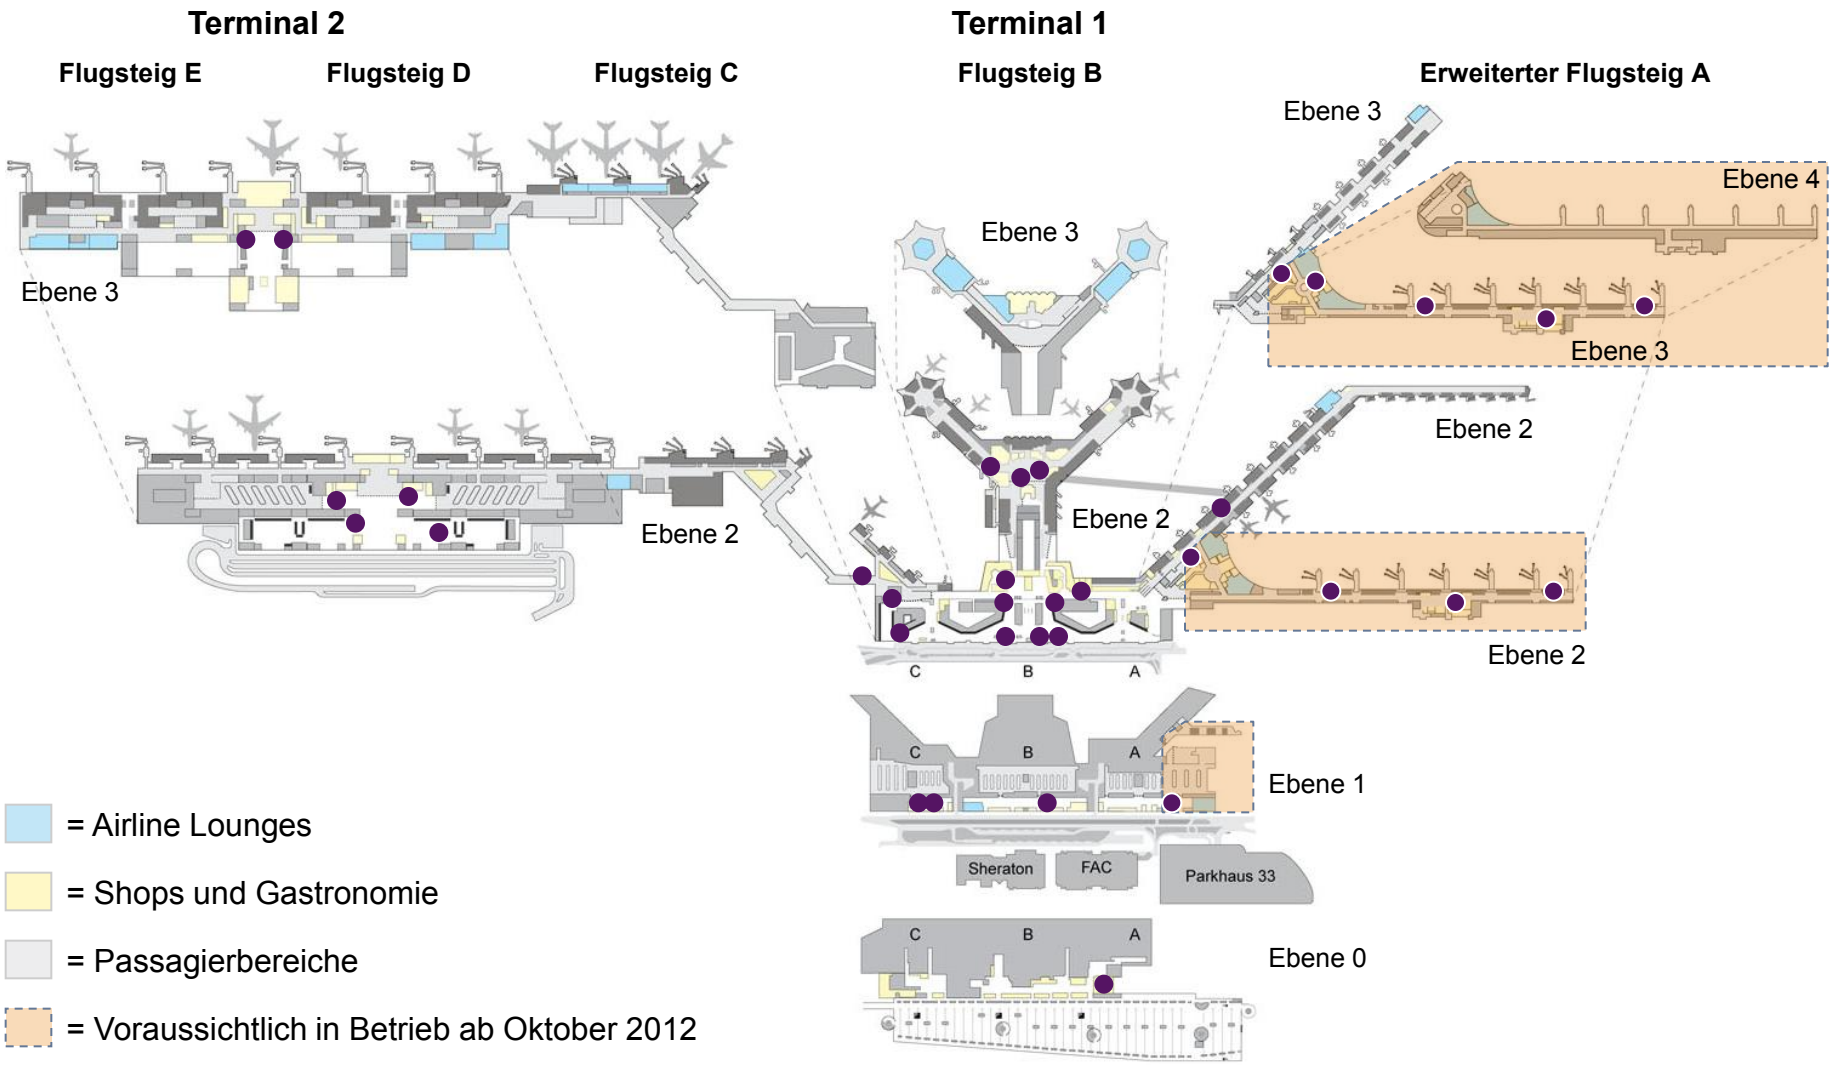 Terminal 2
Terminal 1
Flugsteig E
Flugsteig D
Flugsteig C
Flugsteig B
Erweiterter Flugsteig A
Ebene 3
Ebene 4
Ebene 3
Ebene 3
Ebene 3
Ebene 2
Ebene 2
Ebene 2
Ebene 2
C
B
A
C
B
A
Ebene 1
= Airline Lounges
Sheraton
FAC
Parkhaus 33
= Shops und Gastronomie
C
B
A
Ebene 0
= Passagierbereiche
= Voraussichtlich in Betrieb ab Oktober 2012